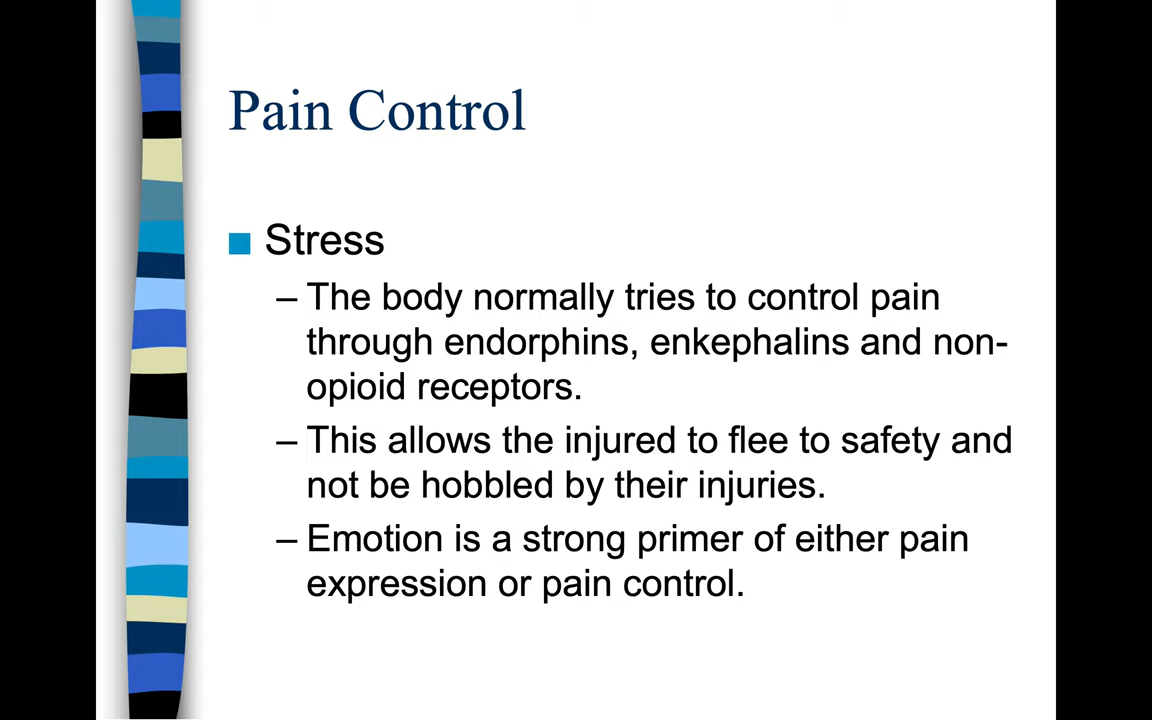 Pain Control
Stress
– The body normally tries to control pain
through endorphins, enkephalins and non-
opioid receptors.
– This allows the injured to flee to safety and
not be hobbled by their injuries.
– Emotion is a strong primer of either pain
expression or pain control.